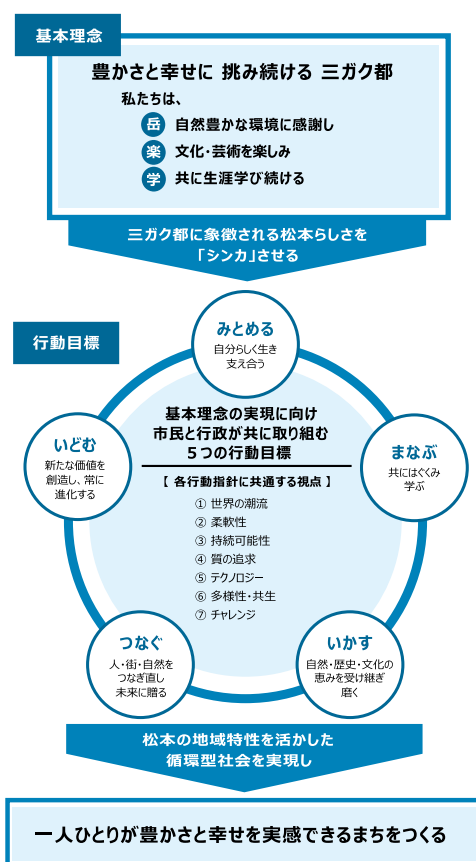 基本理念
豊かさと幸せに 挑み続ける 三ガク都
私たちは、
岳 自然豊かな環境に感謝し
楽 文化・芸術を楽しみ
学 共に生涯学び続ける
三ガク都に象徴される松本らしさを
「シンカ」させる
行動目標
みとめる
自分らしく生き
支え合う
いどむ
新たな価値を
創造し、常に
進化する
まなぶ
共にはぐくみ
学ぶ
基本理念の実現に向け
市民と行政が共に取り組む
5つの行動目標
【 各行動指針に共通する視点 】
① 世界の潮流
② 柔軟性
③ 持続可能性
④ 質の追求
⑤ テクノロジー
⑥ 多様性・共生
⑦ チャレンジ
つなぐ
人・街・自然を
つなぎ直し
未来に贈る
いかす
自然・歴史・文化の
恵みを受け継ぎ
磨く
松本の地域特性を活かした
循環型社会を実現し
一人ひとりが豊かさと幸せを実感できるまちをつくる